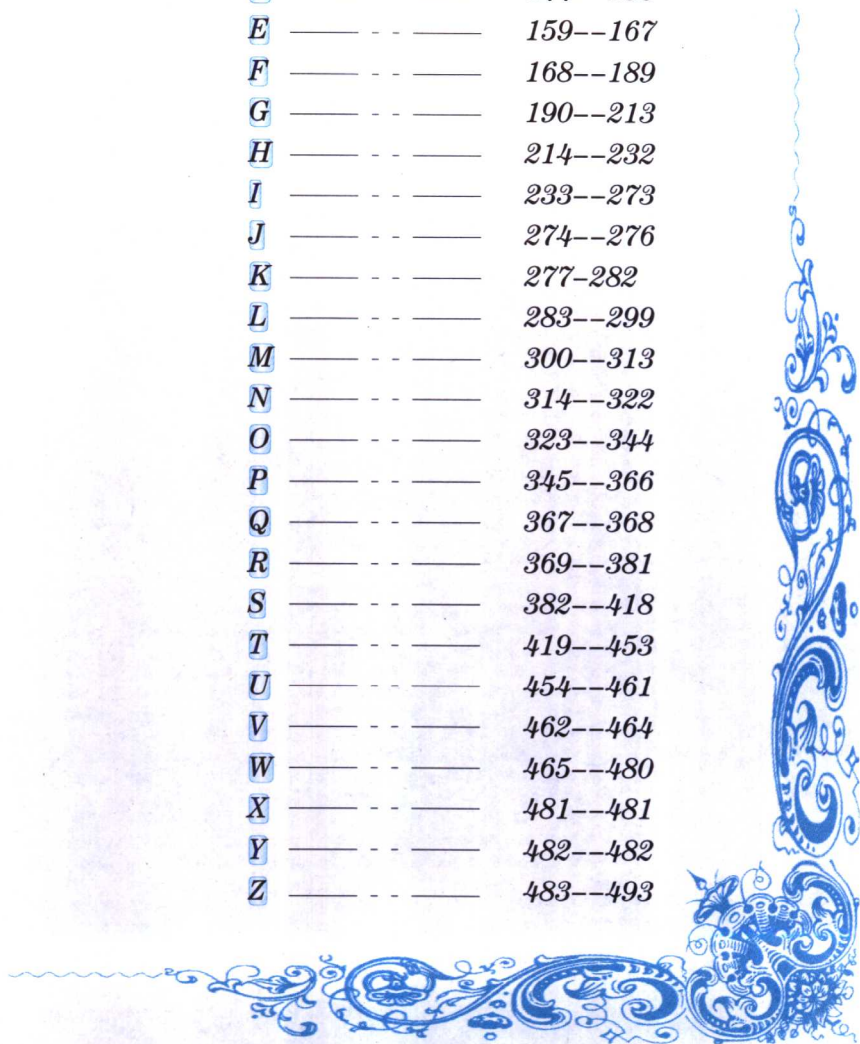 E ——— - - ——— 159--167
F ——— - - ——— 168--189
G ——— - - ——— 190--213
H ——— - - ——— 214--232
I ——— - - ——— 233--273
J ——— - - ——— 274--276
K ——— - - ——— 277-282
L ——— - - ——— 283--299
M ——— - - ——— 300--313
N ——— - - ——— 314--322
O ——— - - ——— 323--344
P ——— - - ——— 345--366
Q ——— - - ——— 367--368
R ——— - - ——— 369--381
S ——— - - ——— 382--418
T ——— - - ——— 419--453
U ——— - - ——— 454--461
V ——— - - ——— 462--464
W ——— - - ——— 465--480
X ——— - - ——— 481--481
Y ——— - - ——— 482--482
Z ——— - - ——— 483--493